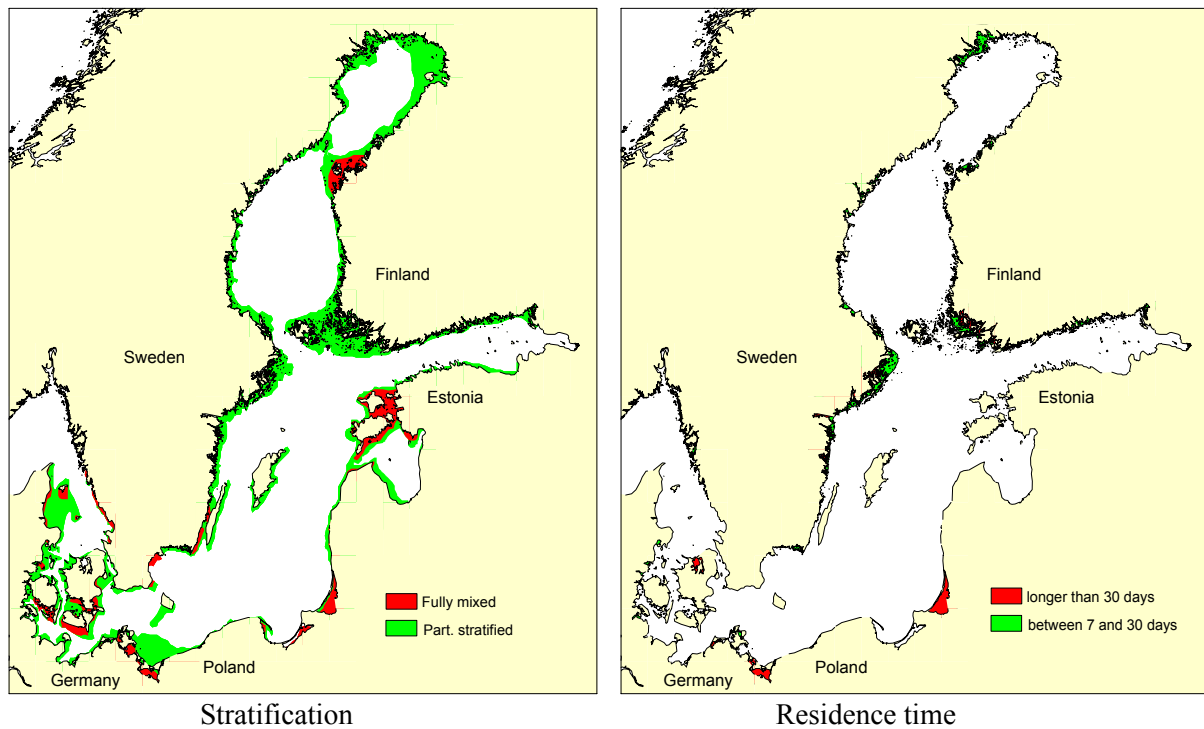 Finland
Sweden
Estonia
Fully mixed
Part. stratified
Poland
Germany
Stratification
Finland
Sweden
Estonia
longer than 30 days
between 7 and 30 days
Poland
Germany
Residence time